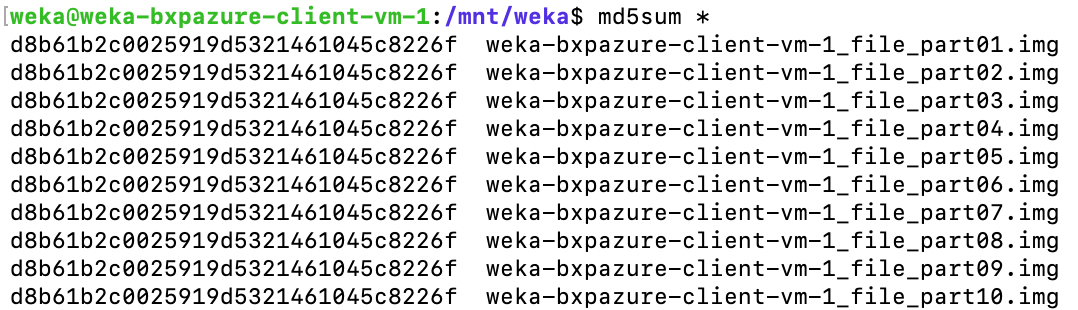 [weka@weka-bxpazure-client-vm-1:/mnt/weka$ md5sum *
d8b61b2c0025919d5321461045c8226f  weka-bxpazure-client-vm-1_file_part01.img
d8b61b2c0025919d5321461045c8226f  weka-bxpazure-client-vm-1_file_part02.img
d8b61b2c0025919d5321461045c8226f  weka-bxpazure-client-vm-1_file_part03.img
d8b61b2c0025919d5321461045c8226f  weka-bxpazure-client-vm-1_file_part04.img
d8b61b2c0025919d5321461045c8226f  weka-bxpazure-client-vm-1_file_part05.img
d8b61b2c0025919d5321461045c8226f  weka-bxpazure-client-vm-1_file_part06.img
d8b61b2c0025919d5321461045c8226f  weka-bxpazure-client-vm-1_file_part07.img
d8b61b2c0025919d5321461045c8226f  weka-bxpazure-client-vm-1_file_part08.img
d8b61b2c0025919d5321461045c8226f  weka-bxpazure-client-vm-1_file_part09.img
d8b61b2c0025919d5321461045c8226f  weka-bxpazure-client-vm-1_file_part10.img